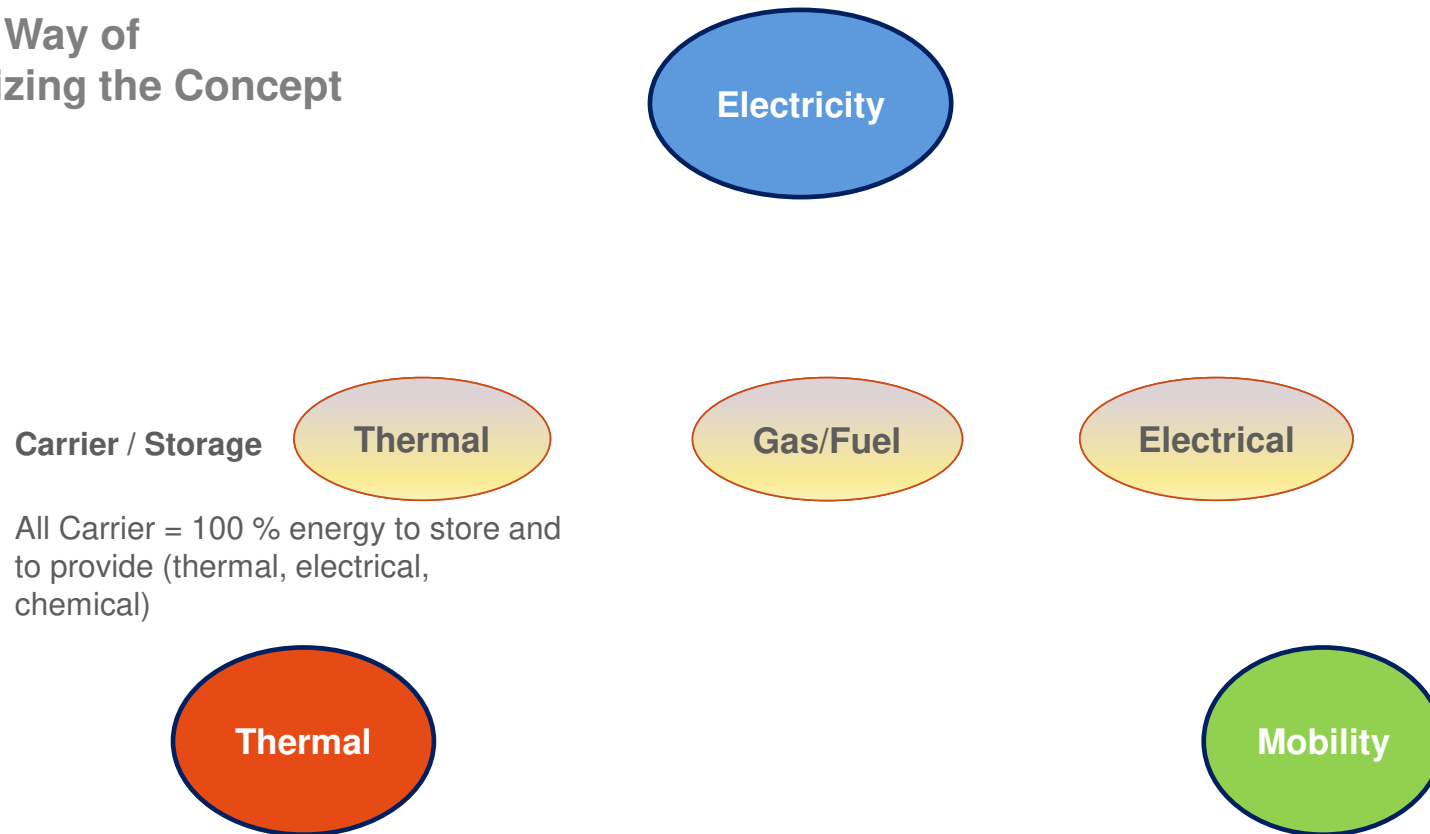 Way of
izing the Concept
Electricity
Carrier / Storage
Thermal
Gas/Fuel
Electrical
All Carrier = 100 % energy to store and
to provide (thermal, electrical,
chemical)
Thermal
Mobility